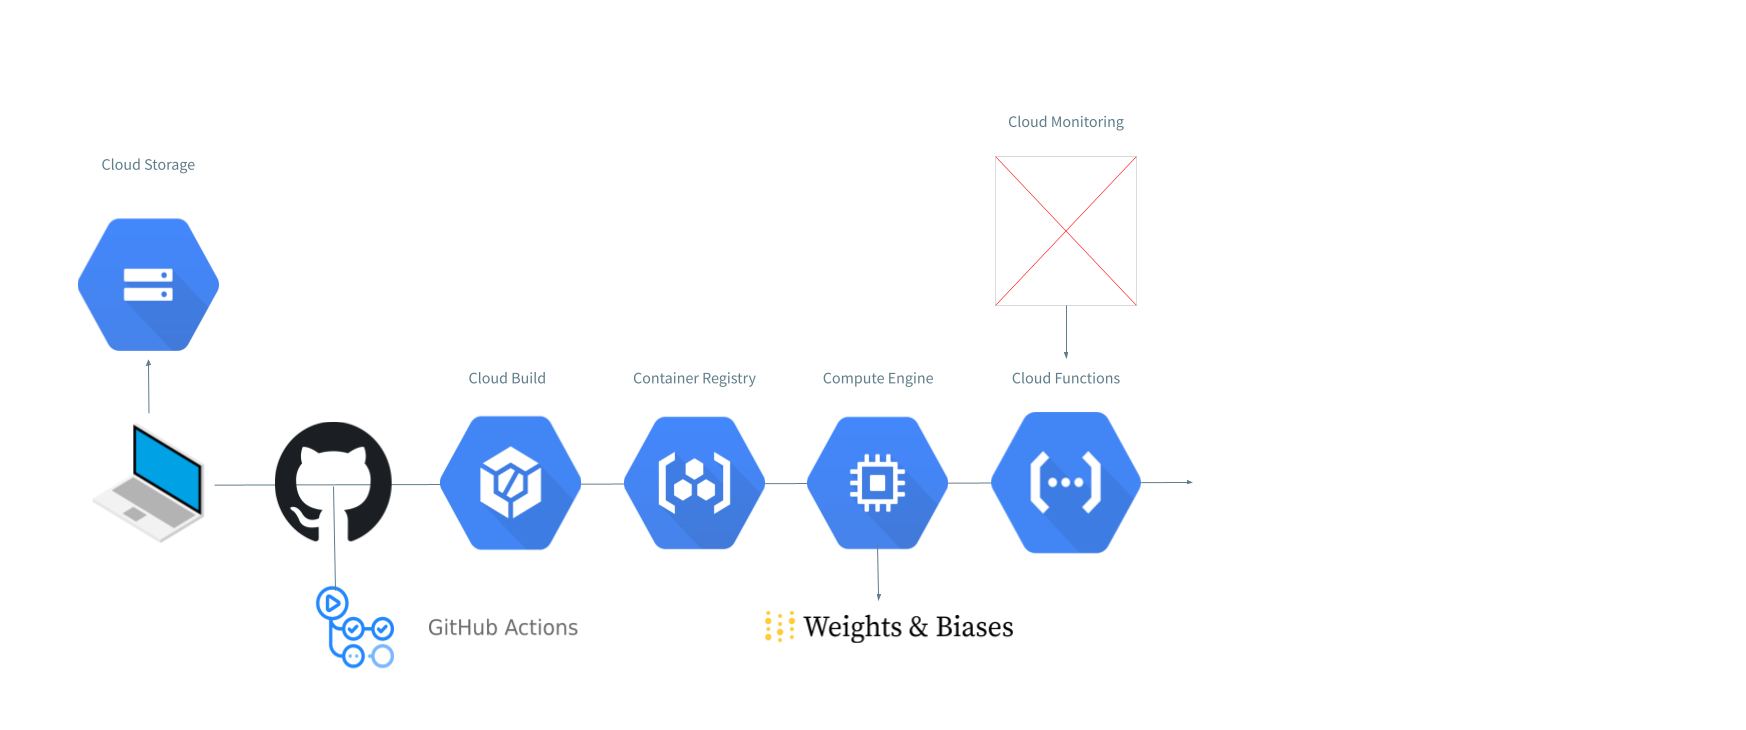 Cloud Monitoring
Cloud Storage
Cloud Build
Container Registry
Compute Engine
Cloud Functions
GitHub Actions
Weights & Biases